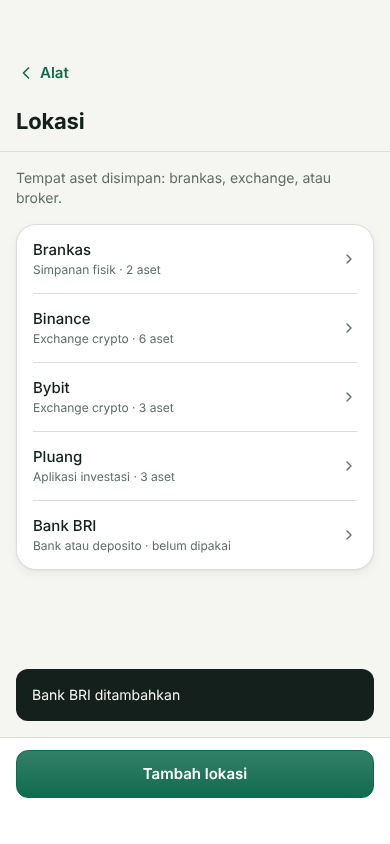 Alat
Lokasi
Tempat aset disimpan: brankas, exchange, atau
broker.
Brankas
Simpanan fisik · 2 aset
Binance
Exchange crypto · 6 aset
Bybit
Exchange crypto · 3 aset
Pluang
Aplikasi investasi · 3 aset
Bank BRI
Bank atau deposito · belum dipakai
Bank BRI ditambahkan
Tambah lokasi